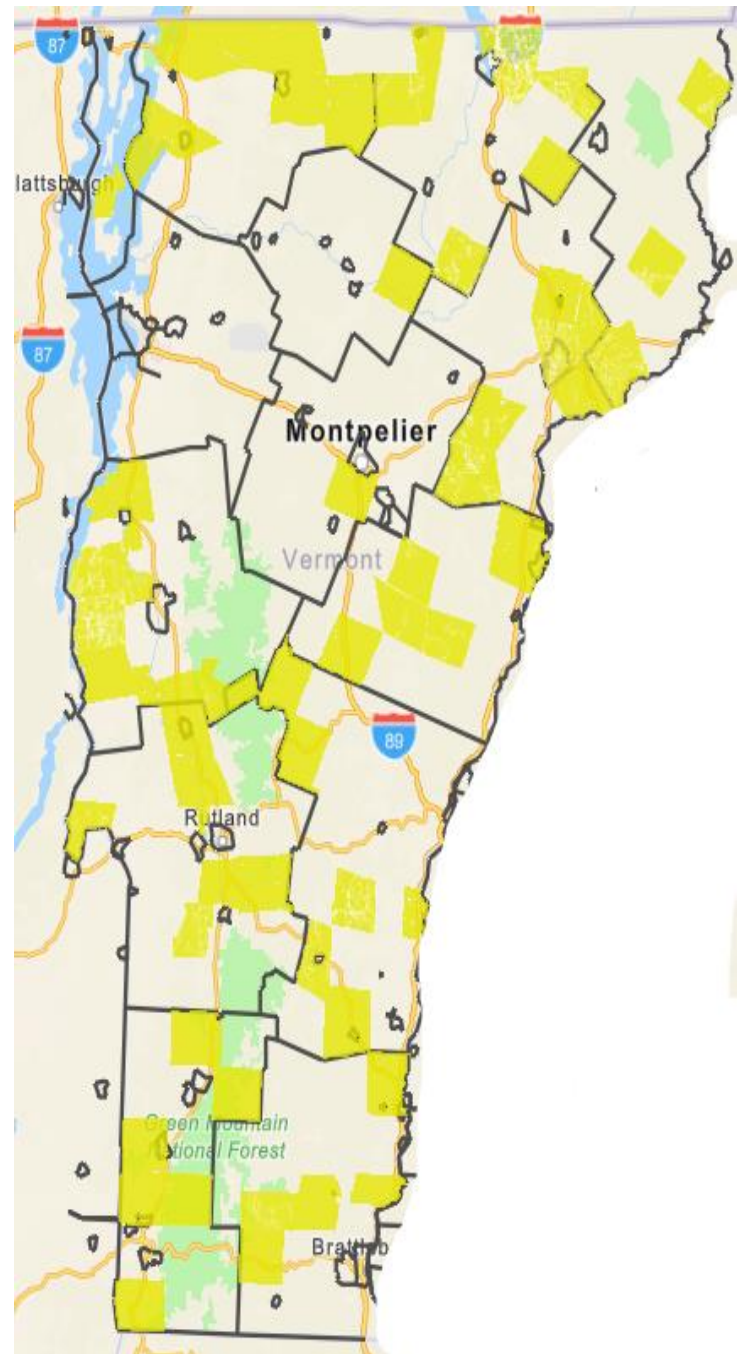 87
lattsburgh
87
Montpelier
Vermont
89
Rutland
Green Mountain
National Forest
Brattleb